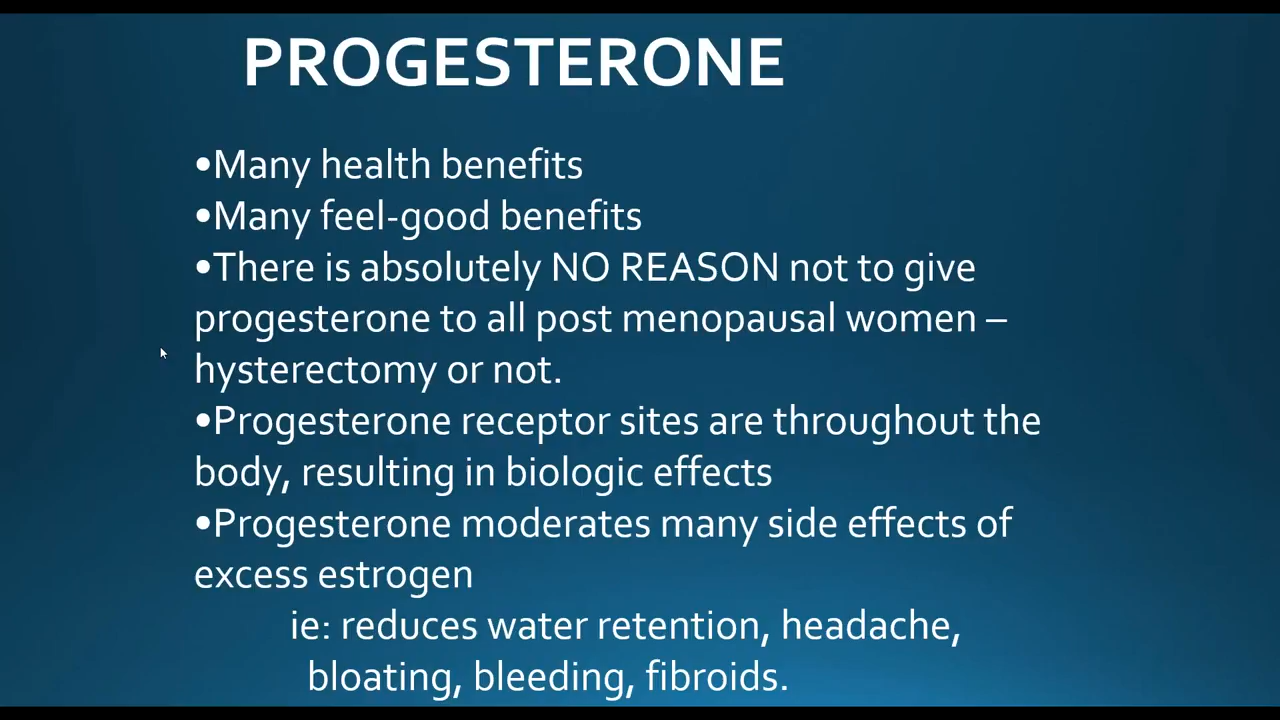 PROGESTERONE
•Many health benefits
•Many feel-good benefits
•There is absolutely NO REASON not to give
progesterone to all post menopausal women –
hysterectomy or not.
•Progesterone receptor sites are throughout the
body, resulting in biologic effects
•Progesterone moderates many side effects of
excess estrogen
ie: reduces water retention, headache,
bloating, bleeding, fibroids.